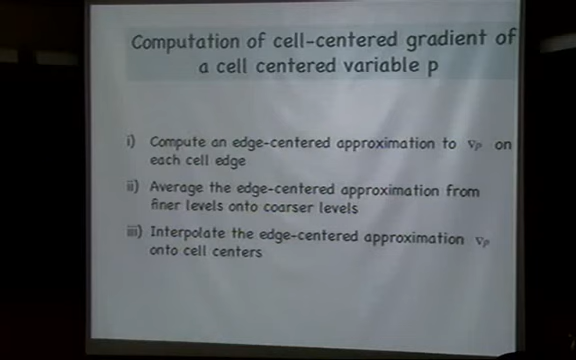 Computation of cell-centered gradient of
a cell centered variable p
i) Compute an edge-centered approximation to ∇p on
each cell edge
ii) Average the edge-centered approximation from
finer levels onto coarser levels
iii) Interpolate the edge-centered approximation ∇p
onto cell centers